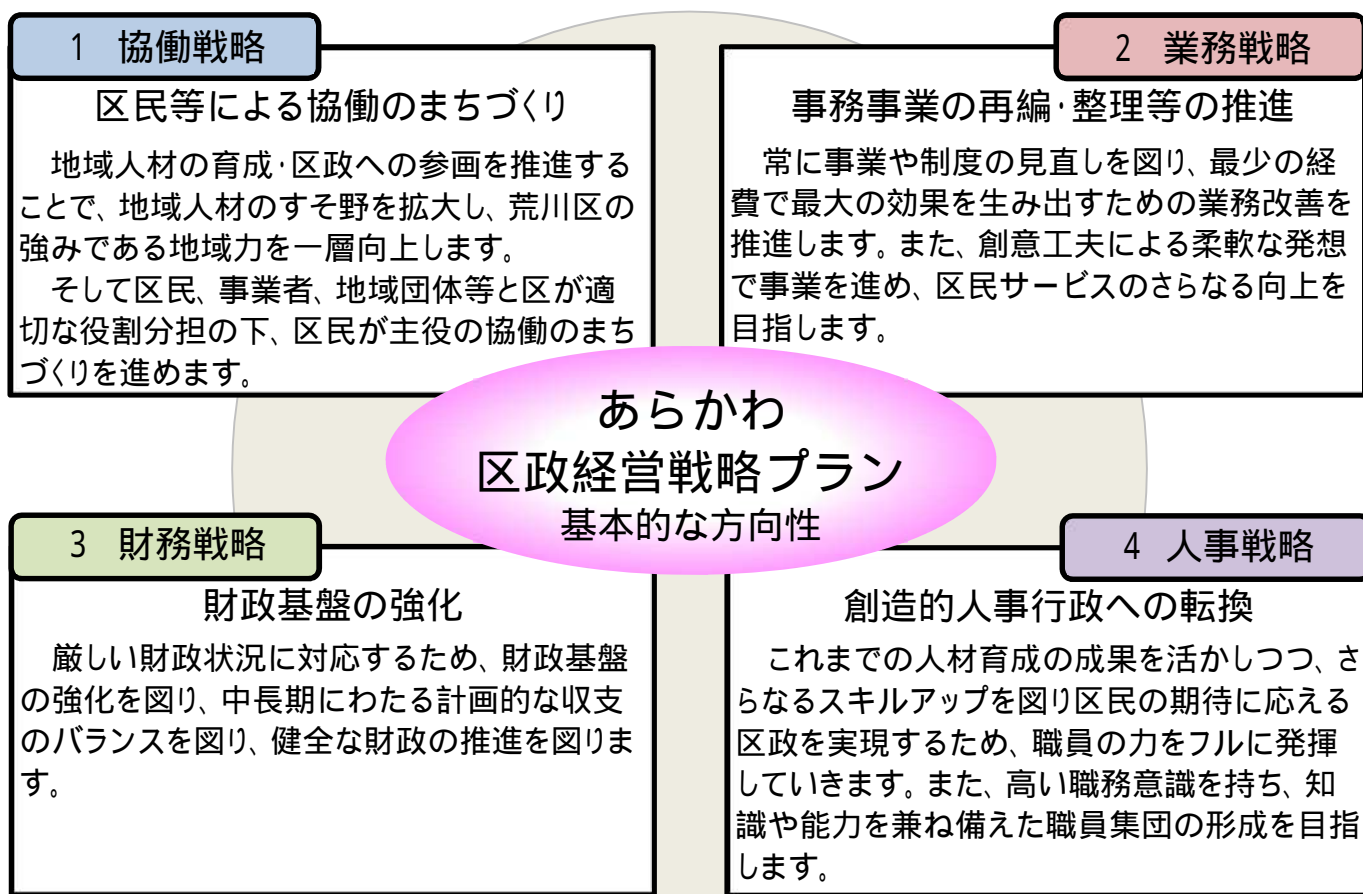 1 協働戦略
区民等による協働のまちづくり
地域人材の育成・区政への参画を推進する
ことで、地域人材のすそ野を拡大し、荒川区の
強みである地域力を一層向上します。
そして区民、事業者、地域団体等と区が適
切な役割分担の下、区民が主役の協働のまち
づくりを進めます。
2 業務戦略
事務事業の再編・整理等の推進
常に事業や制度の見直しを図り、最少の経
費で最大の効果を生み出すための業務改善を
推進します。また、創意工夫による柔軟な発想
で事業を進め、区民サービスのさらなる向上を
目指します。
あらかわ
区政経営戦略プラン
基本的な方向性
3 財務戦略
財政基盤の強化
厳しい財政状況に対応するため、財政基盤
の強化を図り、中長期にわたる計画的な収支
のバランスを図り、健全な財政の推進を図りま
す。
4 人事戦略
創造的人事行政への転換
これまでの人材育成の成果を活かしつつ、さ
らなるスキルアップを図り区民の期待に応える
区政を実現するため、職員の力をフルに発揮
していきます。また、高い職務意識を持ち、知
識や能力を兼ね備えた職員集団の形成を目指
します。